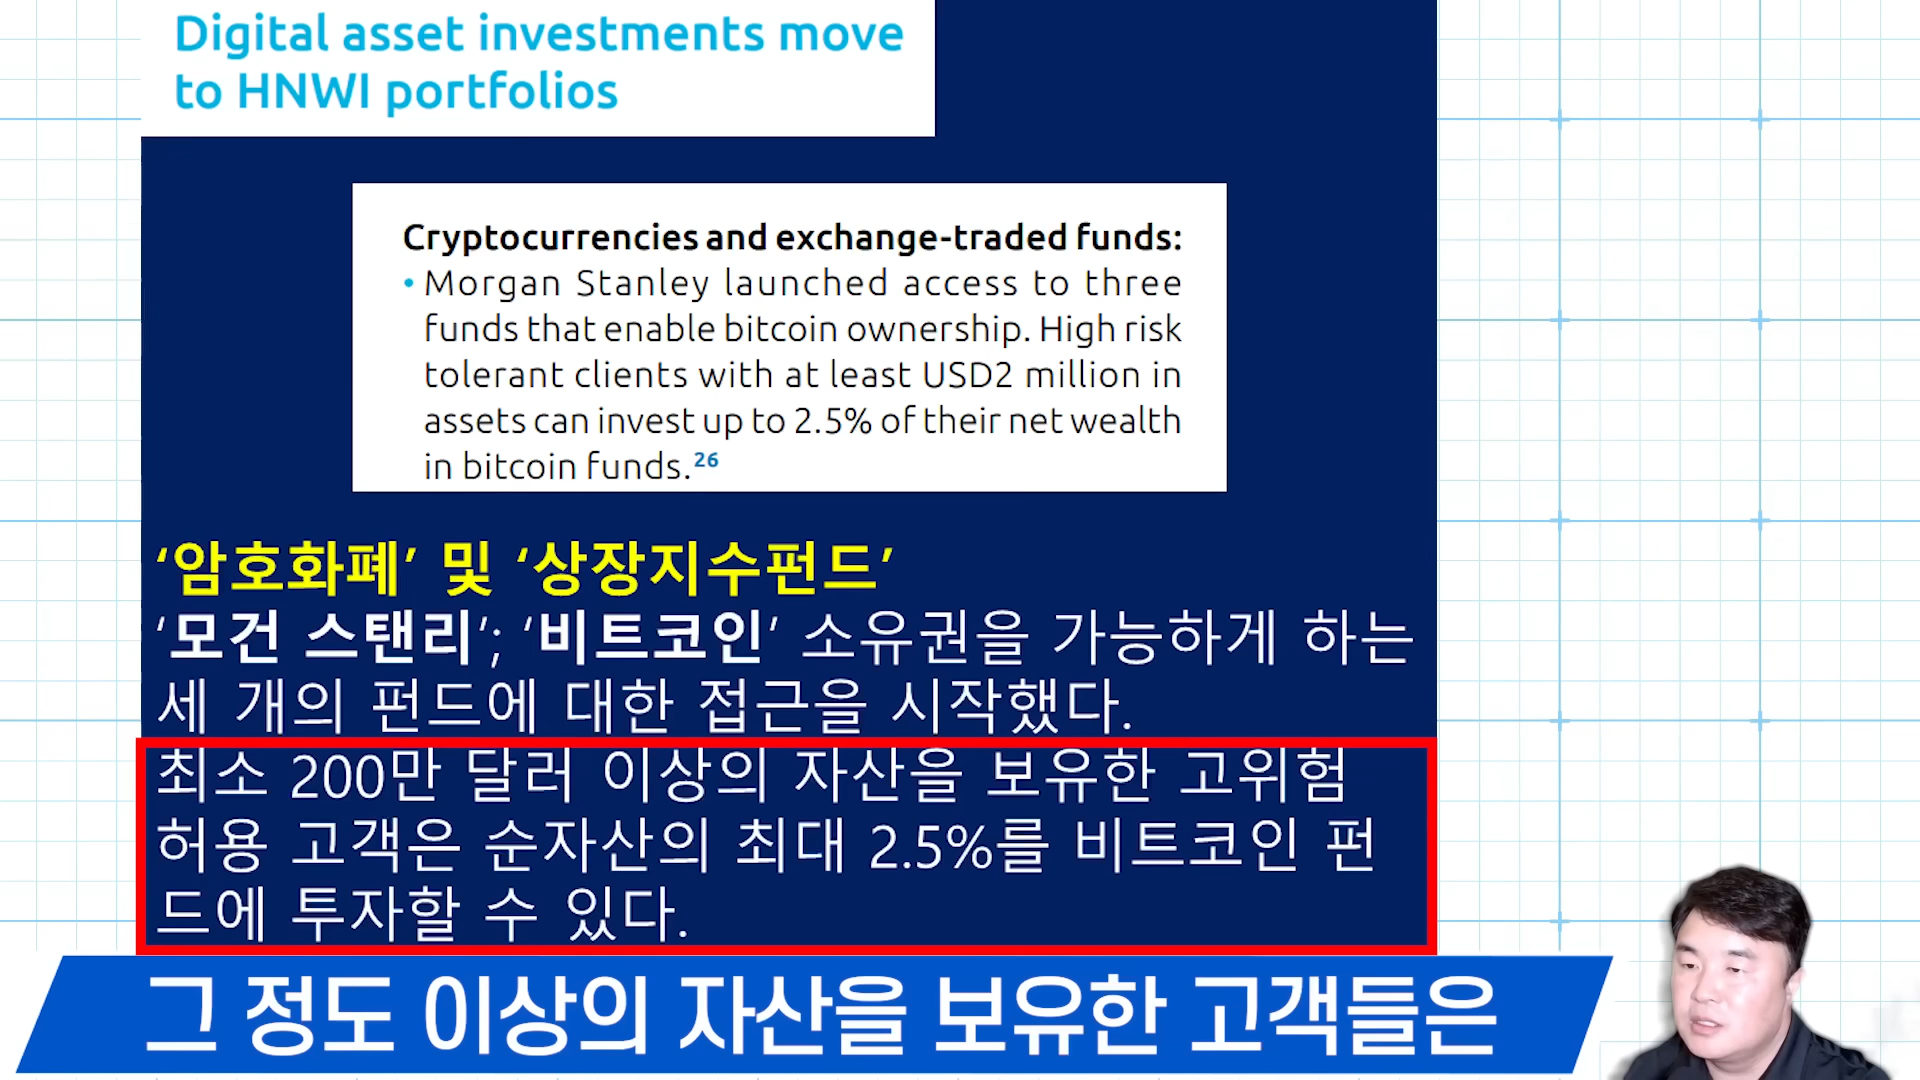 Digital asset investments move
to HNWI portfolios
Cryptocurrencies and exchange-traded funds:
• Morgan Stanley launched access to three
funds that enable bitcoin ownership. High risk
tolerant clients with at least USD2 million in
assets can invest up to 2.5% of their net wealth
in bitcoin funds.26
‘암호화폐’ 및 ‘상장지수펀드’
‘모건 스탠리’; ‘비트코인’ 소유권을 가능하게 하는
세 개의 펀드에 대한 접근을 시작했다.
최소 200만 달러 이상의 자산을 보유한 고위험
허용 고객은 순자산의 최대 2.5%를 비트코인 펀
드에 투자할 수 있다.
그 정도 이상의 자산을 보유한 고객들은